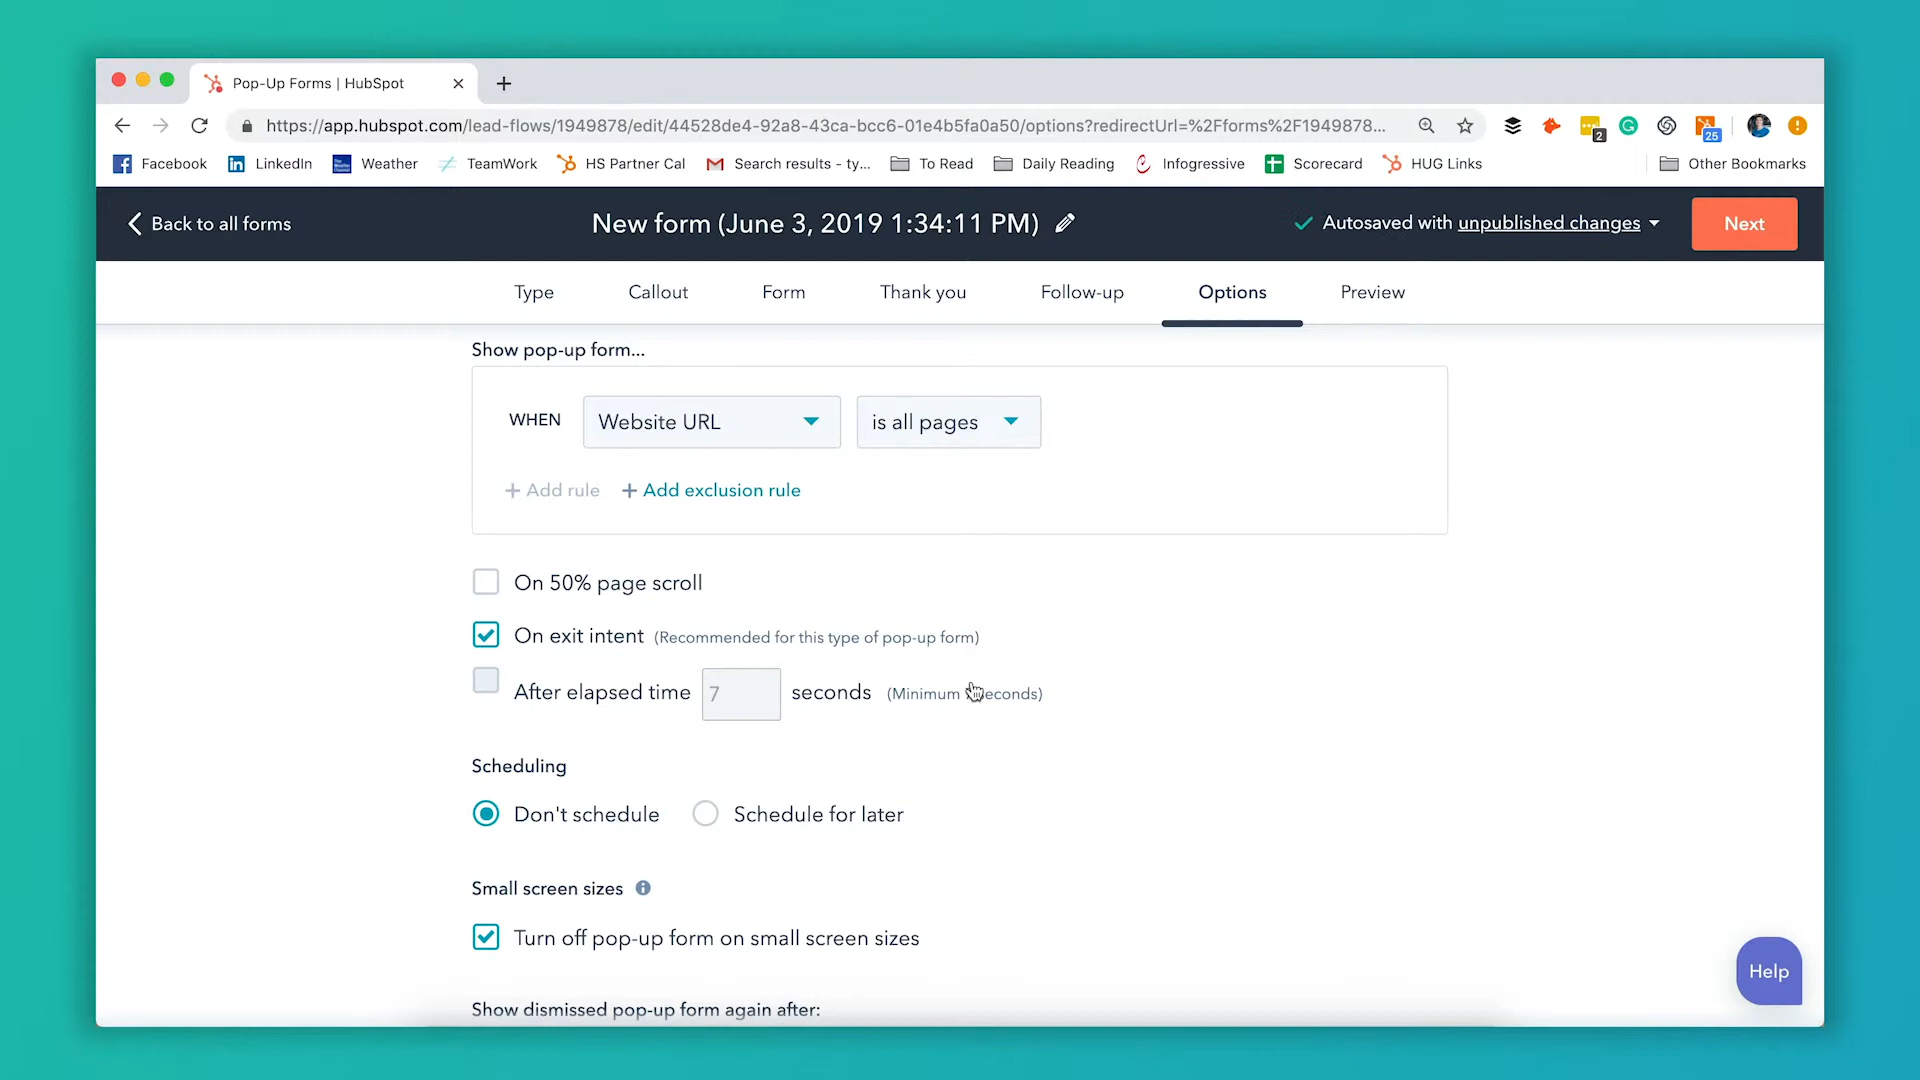 Pop-Up Forms | HubSpot
https://app.hubspot.com/lead-flows/1949878/edit/44528de4-92a8-43ca-bcc6-01e4b5fa0a50/options?redirectUrl=%2Fforms%2F1949878...
2
25
Facebook
LinkedIn
Weather
TeamWork
HS Partner Cal
Search results - ty...
To Read
Daily Reading
Infogressive
Scorecard
HUG Links
Other Bookmarks
Back to all forms
New form (June 3, 2019 1:34:11 PM)
Autosaved with unpublished changes
Next
Type
Callout
Form
Thank you
Follow-up
Options
Preview
Show pop-up form...
WHEN
Website URL
is all pages
+ Add rule
+ Add exclusion rule
On 50% page scroll
On exit intent (Recommended for this type of pop-up form)
After elapsed time 7 seconds (Minimum econds)
Scheduling
Don't schedule
Schedule for later
Small screen sizes
Turn off pop-up form on small screen sizes
Show dismissed pop-up form again after:
Help